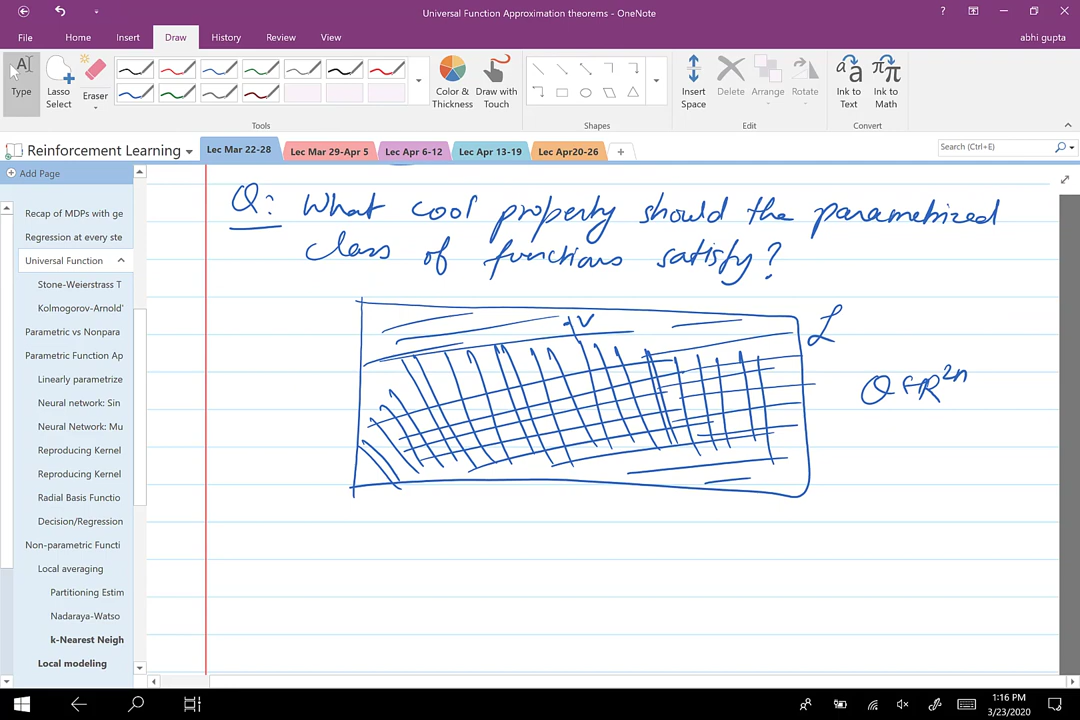 Universal Function Approximation theorems - OneNote
File Home Insert Draw History Review View
abhi gupta
Type
Lasso Select
Eraser
Color & Thickness
Draw with Touch
Insert Space
Delete
Arrange
Rotate
Ink to Text
Ink to Math
Tools
Shapes
Edit
Convert
Reinforcement Learning
Lec Mar 22-28
Lec Mar 29-Apr 5
Lec Apr 6-12
Lec Apr 13-19
Lec Apr20-26
Search (Ctrl+E)
Add Page
Recap of MDPs with ge
Regression at every ste
Universal Function
Stone-Weierstrass T
Kolmogorov-Arnold'
Parametric vs Nonpara
Parametric Function Ap
Linearly parametrize
Neural network: Sin
Neural Network: Mu
Reproducing Kernel
Reproducing Kernel
Radial Basis Functio
Decision/Regression
Non-parametric Functi
Local averaging
Partitioning Estim
Nadaraya-Watso
k-Nearest Neigh
Local modeling
Q: What cool property should the parametrized
class of functions satisfy?
V
L
θ ∈ R^2n
1:16 PM
3/23/2020